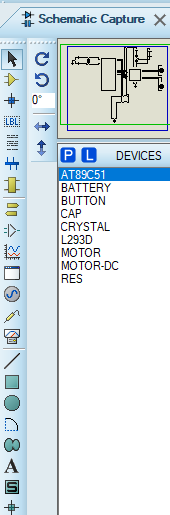 Schematic Capture
0°
LBL
P L DEVICES
AT89C51
BATTERY
BUTTON
CAP
CRYSTAL
L293D
MOTOR
MOTOR-DC
RES
A
S